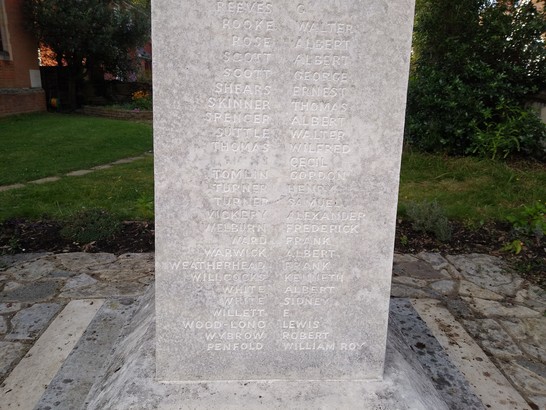 REEVES G.
ROOKE WALTER
ROSE ALBERT
SCOTT ALBERT
SCOTT GEORGE
SHEARS ERNEST
SKINNER THOMAS
SPENCER ALBERT
SUTTLE WALTER
THOMAS WILFRED
CECIL
TOMLIN GORDON
TURNER HENRY
TURNER SAMUEL
VICKERY ALEXANDER
WELBURN FREDERICK
WARD FRANK
WARWICK ALBERT
WEATHERHEAD FRANK
WILLCOCKS KENNETH
WHITE ALBERT
WHITE SIDNEY
WILLETT E.
WOOD-LONG LEWIS
WYBROW ROBERT
PENFOLD WILLIAM ROY